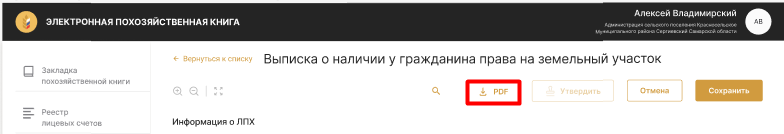 ЭЛЕКТРОННАЯ ПОХОЗЯЙСТВЕННАЯ КНИГА
Алексей Владимирский
Администрация сельского поселения Красносельское
Муниципального района Сергиевский Самарской области
АВ
Закладка
похозяйственной книги
Реестр
лицевых счетов
← Вернуться к списку
Выписка о наличии у гражданина права на земельный участок
PDF
Утвердить
Отмена
Сохранить
Информация о ЛПХ